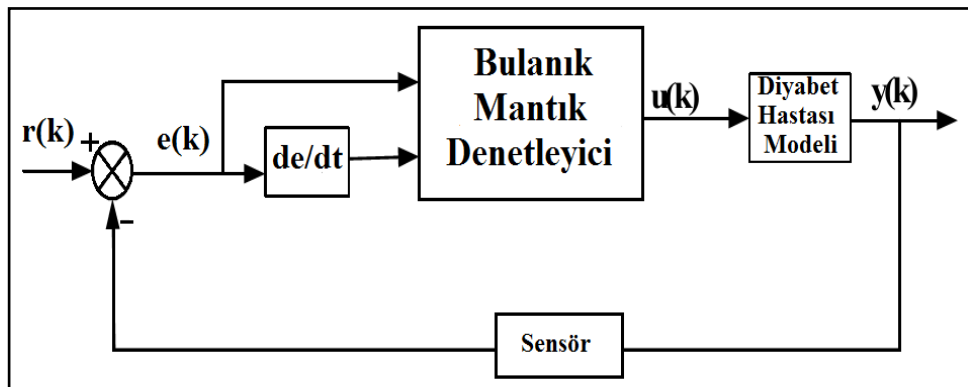 r(k)
+
-
e(k)
de/dt
Bulanık
Mantık
Denetleyici
u(k)
Diyabet
Hastası
Modeli
y(k)
Sensör